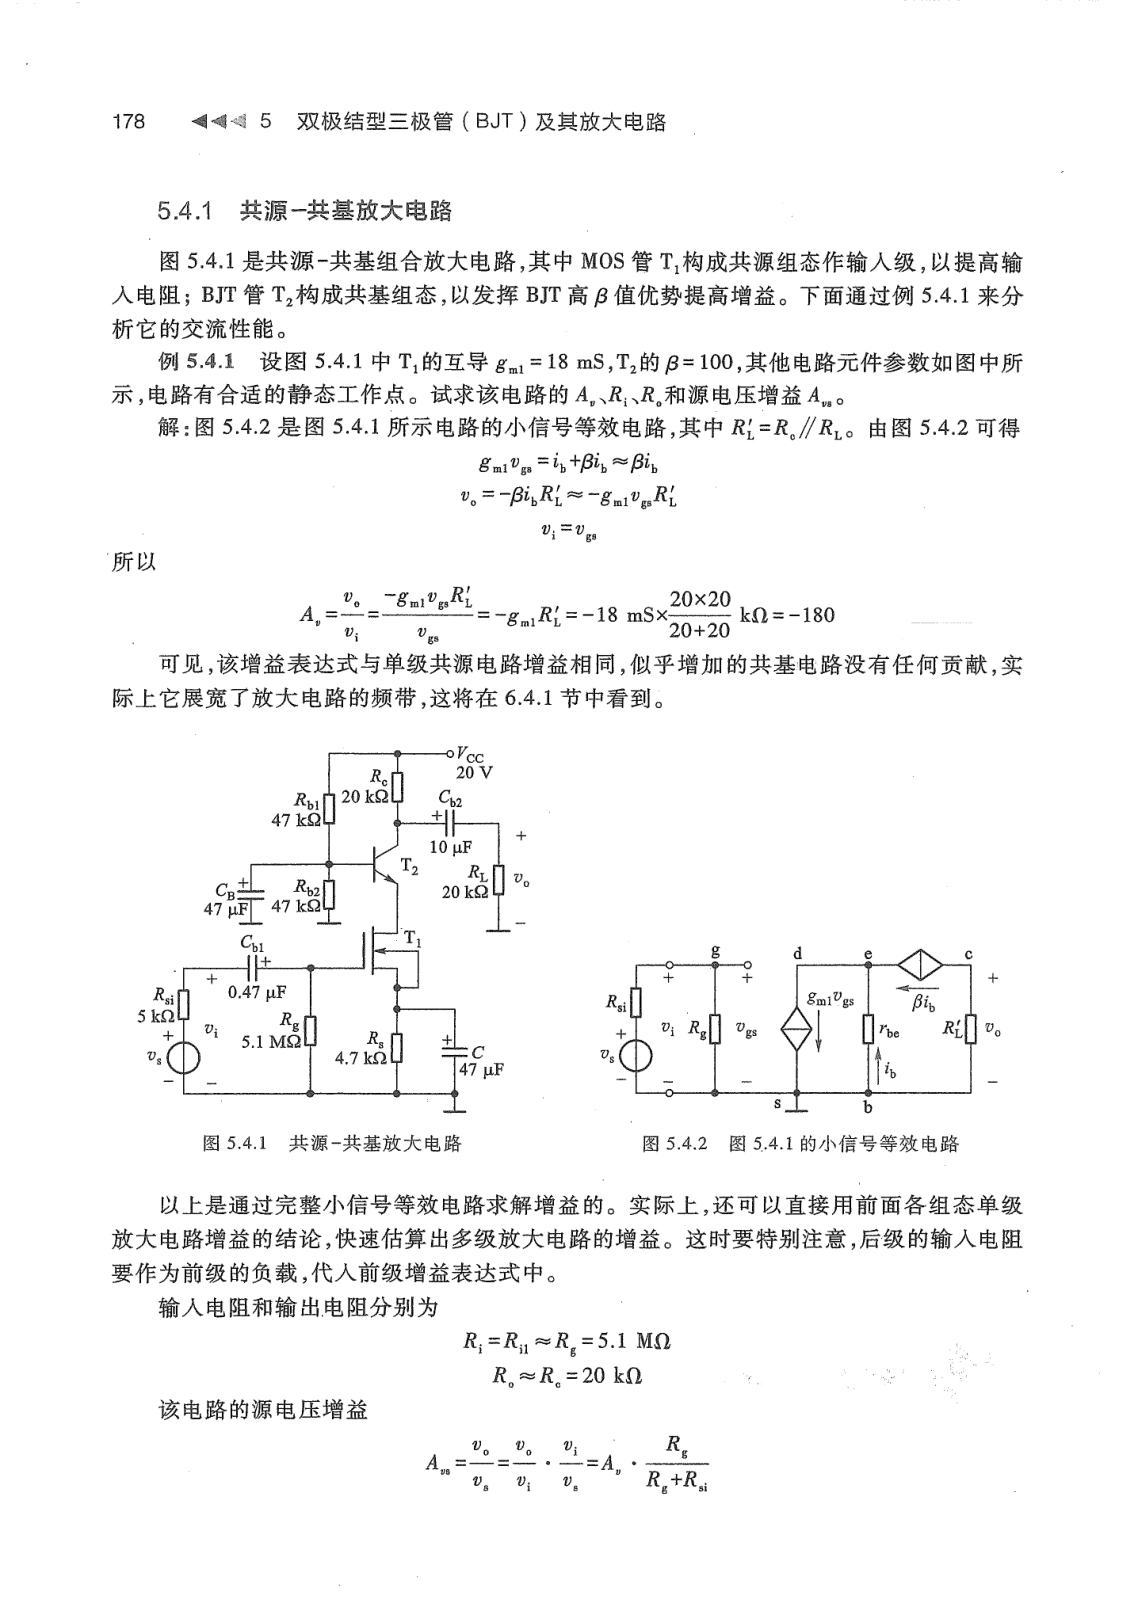 178 5 双极结型三极管(BJT)及其放大电路
5.4.1 共源-共基放大电路
图 5.4.1 是共源-共基组合放大电路,其中 MOS 管 T₁构成共源组态作输入级,以提高输
入电阻; BJT 管 T₂构成共基组态,以发挥 BJT 高 β 值优势提高增益。下面通过例 5.4.1 来分
析它的交流性能。
例 5.4.1 设图 5.4.1 中 T₁的互导 gm1 = 18 mS,T₂的 β = 100,其他电路元件参数如图中所
示,电路有合适的静态工作点。试求该电路的 Av、Ri、Ro和源电压增益 Avs。
解:图 5.4.2 是图 5.4.1 所示电路的小信号等效电路,其中 R′L = Rc // RL。由图 5.4.2 可得
gm1vgs = ib + βib ≈ βib
vo = -βibR′L ≈ -gm1vgsR′L
vi = vgs
所以
Av = vo/vi = -gm1vgsR′L/vgs = -gm1R′L = -18 mS × 20×20/20+20 kΩ = -180
可见,该增益表达式与单级共源电路增益相同,似乎增加的共基电路没有任何贡献,实
际上它展宽了放大电路的频带,这将在 6.4.1 节中看到。
VCC
20 V
Rc
20 kΩ
Rb1
47 kΩ
Cb2
+
10 μF
T2
RL
20 kΩ
+
vo
-
CB
+
47 μF
Rb2
47 kΩ
T1
Cb1
+
0.47 μF
Rsi
5 kΩ
+
vs
-
+
vi
-
Rg
5.1 MΩ
Rs
4.7 kΩ
+
C
47 μF
g
d
e
c
Rsi
+
vs
-
+
vi
-
Rg
+
vgs
-
gm1vgs
rbe
ib
βib
R′L
+
vo
-
s
b
图 5.4.1 共源-共基放大电路
图 5.4.2 图 5.4.1 的小信号等效电路
以上是通过完整小信号等效电路求解增益的。实际上,还可以直接用前面各组态单级
放大电路增益的结论,快速估算出多级放大电路的增益。这时要特别注意,后级的输入电阻
要作为前级的负载,代入前级增益表达式中。
输入电阻和输出电阻分别为
Ri = Ri1 ≈ Rg = 5.1 MΩ
Ro ≈ Rc = 20 kΩ
该电路的源电压增益
Avs = vo/vs = vo/vi · vi/vs = Av · Rg/Rg+Rsi